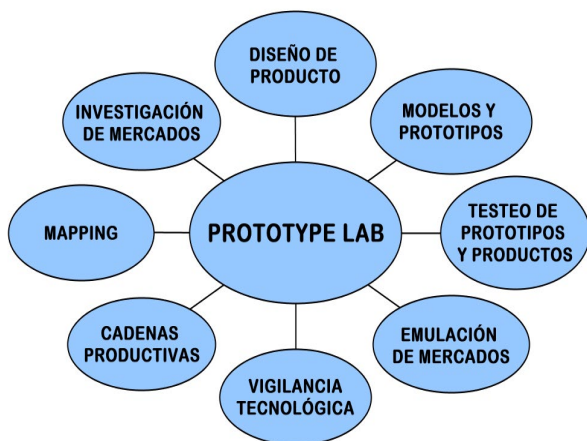 DISEÑO DE
PRODUCTO
INVESTIGACIÓN
DE MERCADOS
MODELOS Y
PROTOTIPOS
MAPPING
PROTOTYPE LAB
TESTEO DE
PROTOTIPOS
Y PRODUCTOS
CADENAS
PRODUCTIVAS
EMULACIÓN
DE MERCADOS
VIGILANCIA
TECNOLÓGICA